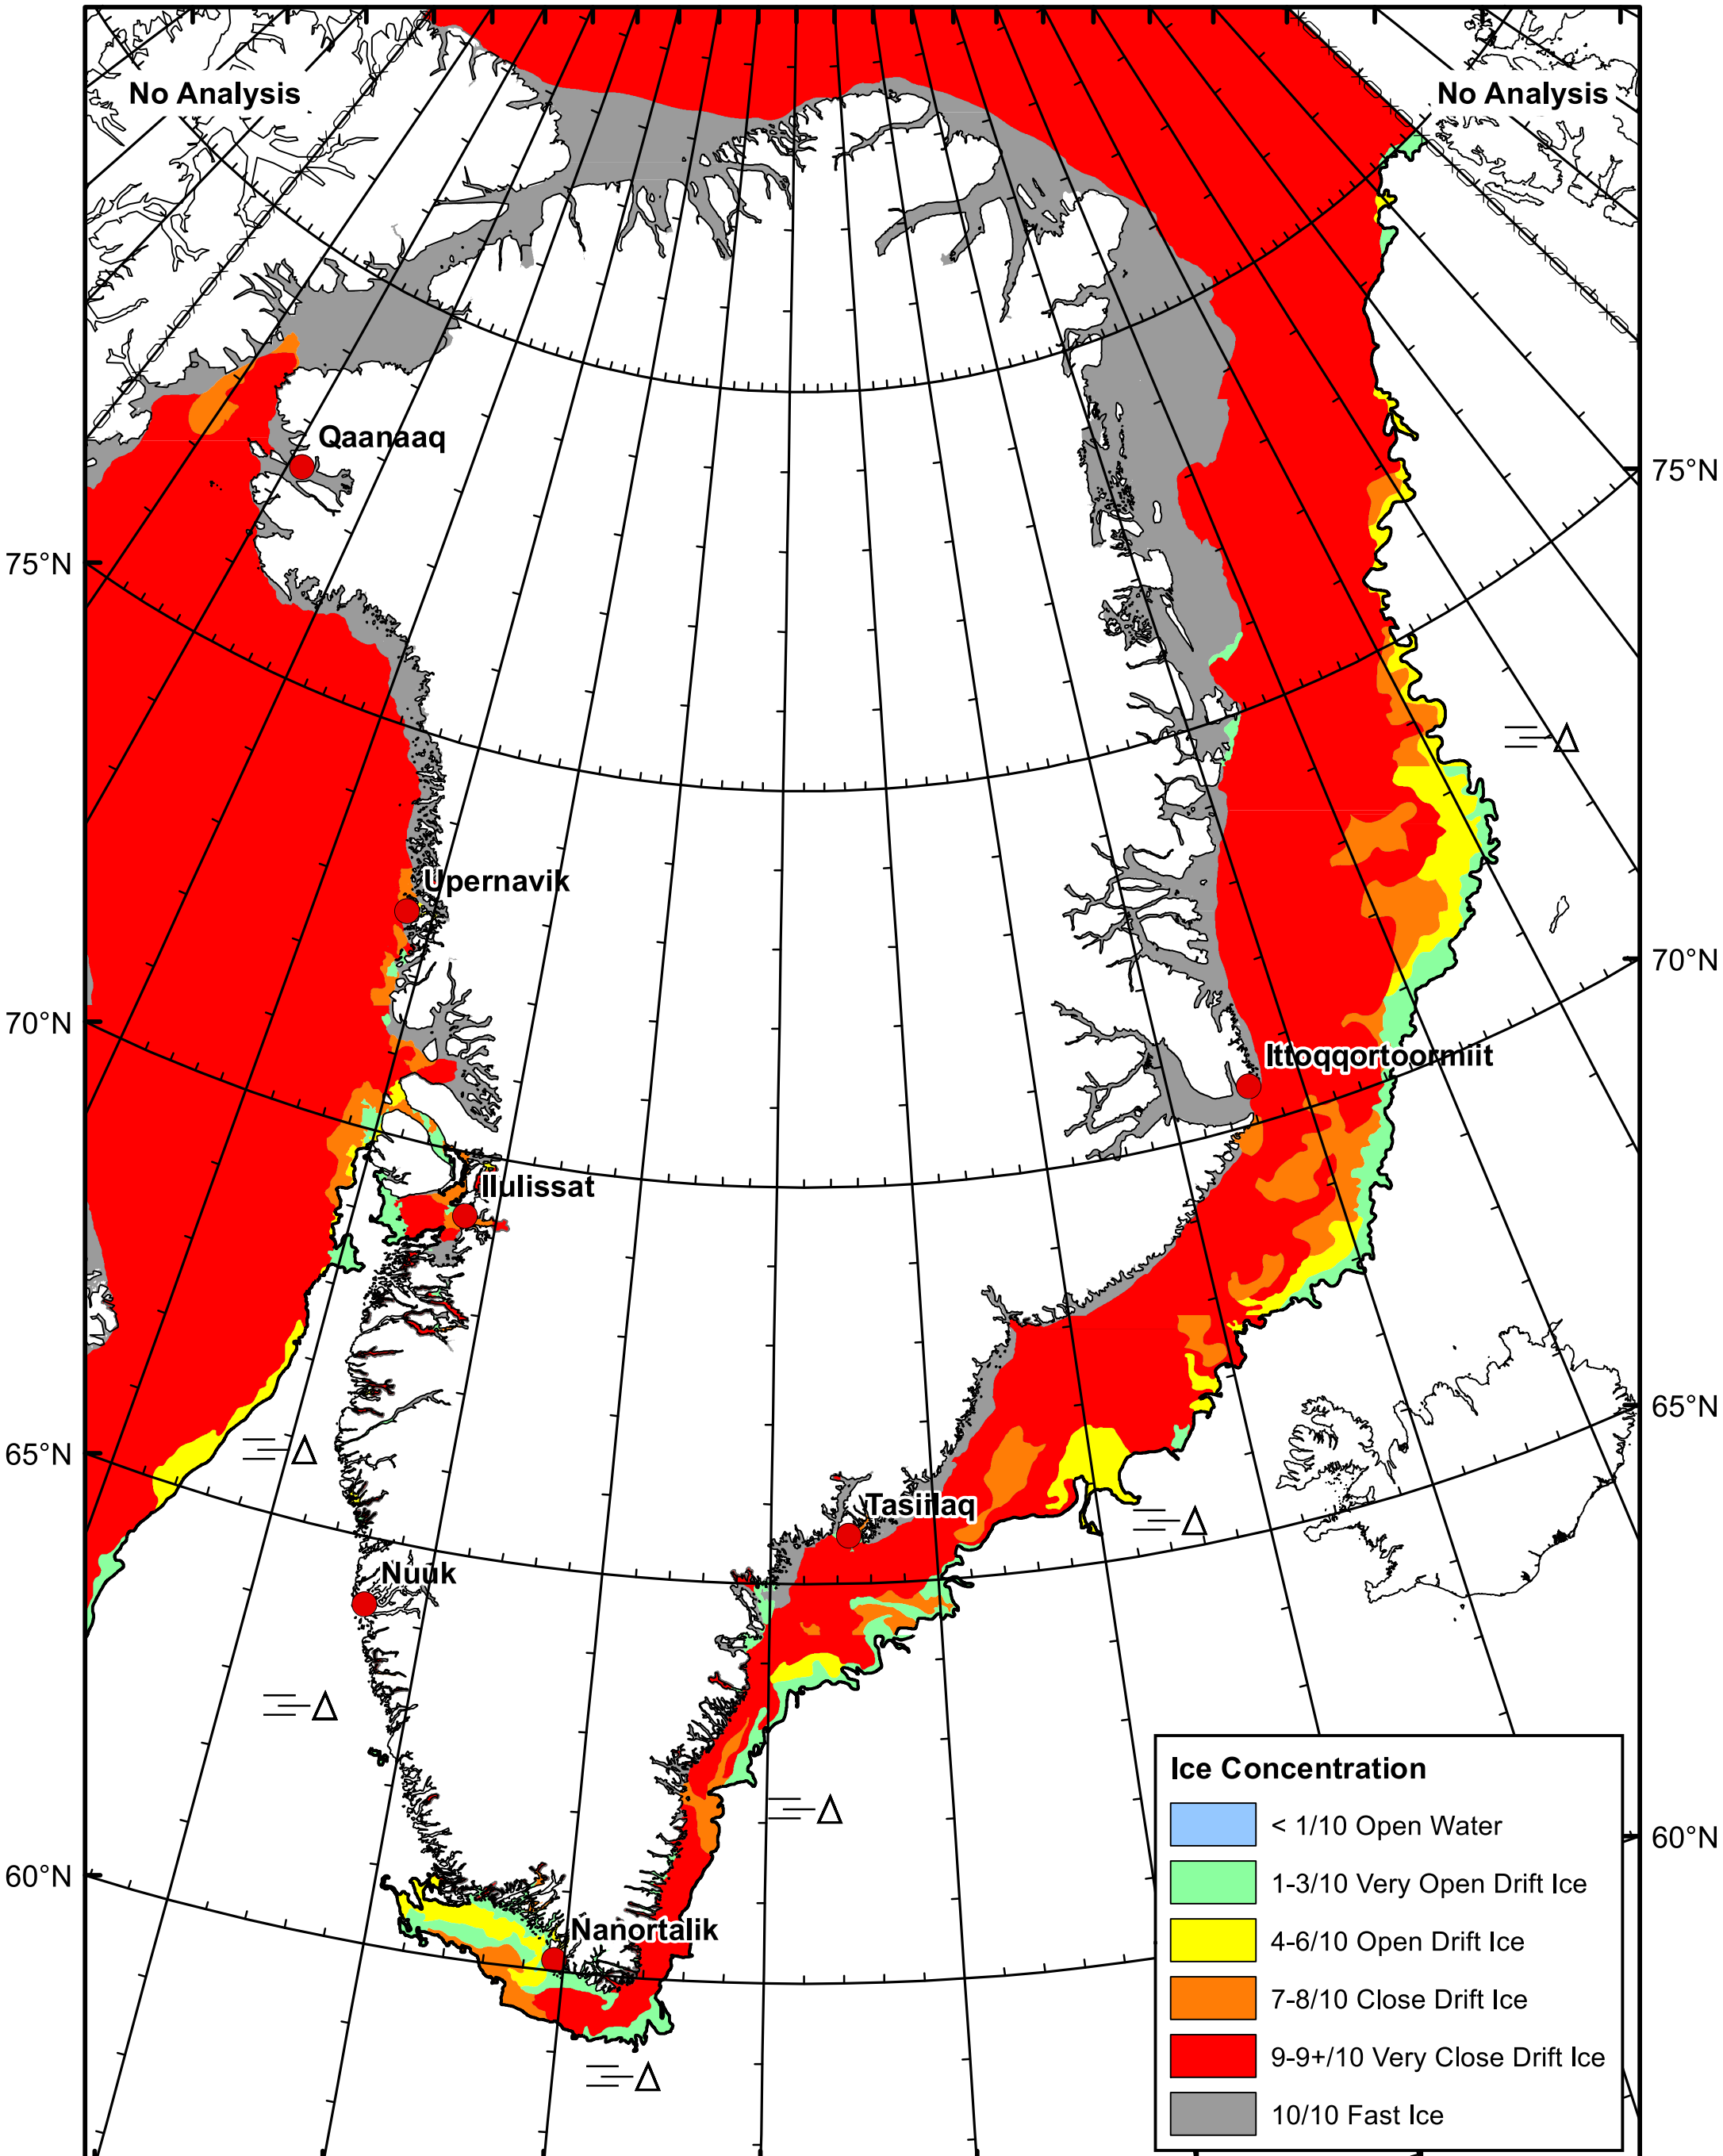 No Analysis
No Analysis
Qaanaaq
75°N
75°N
Upernavik
70°N
70°N
Ittoqqortoormiit
Ilulissat
65°N
65°N
Tasiilaq
Nuuk
Ice Concentration
< 1/10 Open Water
1-3/10 Very Open Drift Ice
4-6/10 Open Drift Ice
7-8/10 Close Drift Ice
9-9+/10 Very Close Drift Ice
10/10 Fast Ice
60°N
60°N
Nanortalik